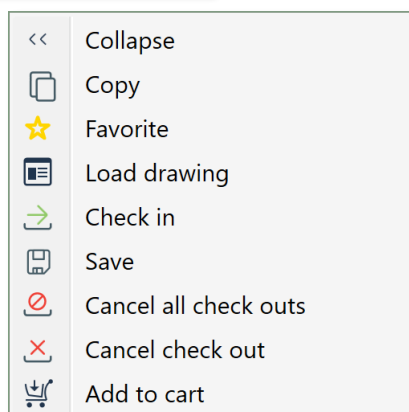 Collapse
Copy
Favorite
Load drawing
Check in
Save
Cancel all check outs
Cancel check out
Add to cart